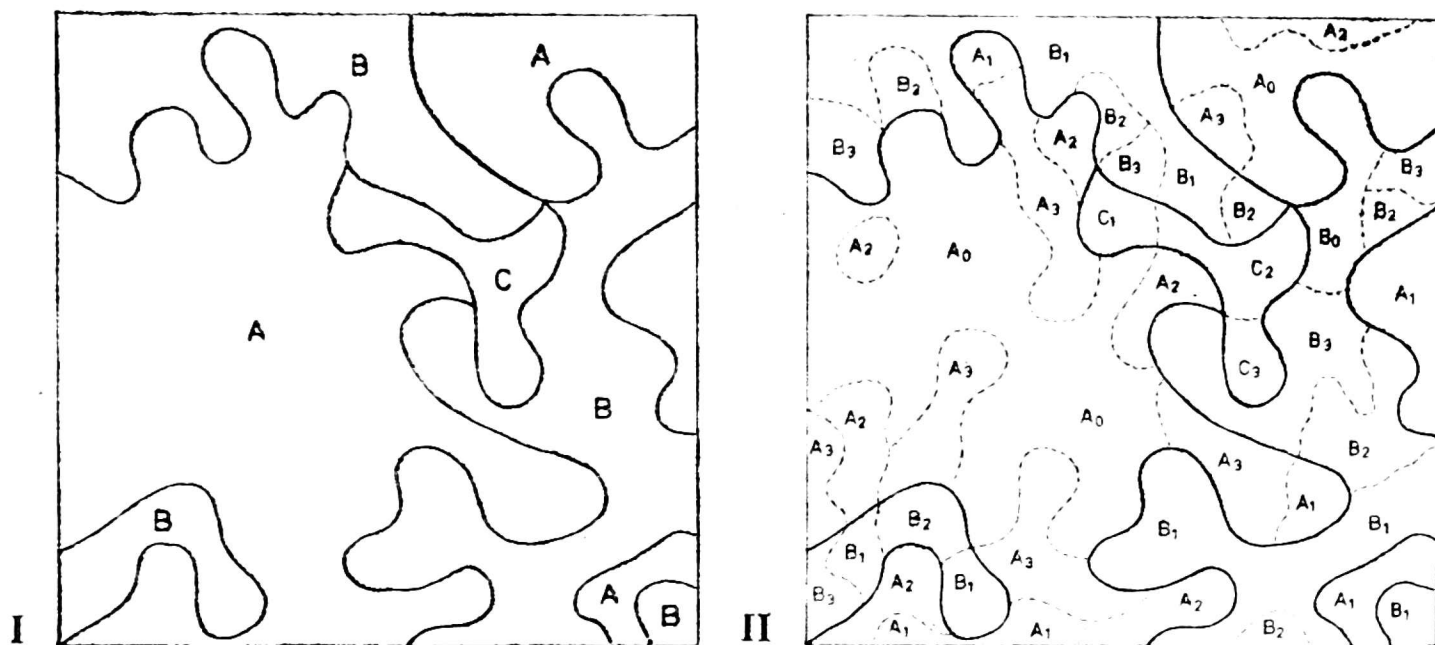 B A
C
A
B
B
A B
I
A2
A1 B1
B2 A0
A3
B2
A2
B3 B3 B3
B1
A3
C1 B2 B2
A2 A0 B0
C2
A2 A1
B3
A3 C3
A2 A0
A3 B2
A3
A1
B2 B1 B1
B1 A3
A2 B1 A2 A1 B1
B3
A1 A1 B2
II